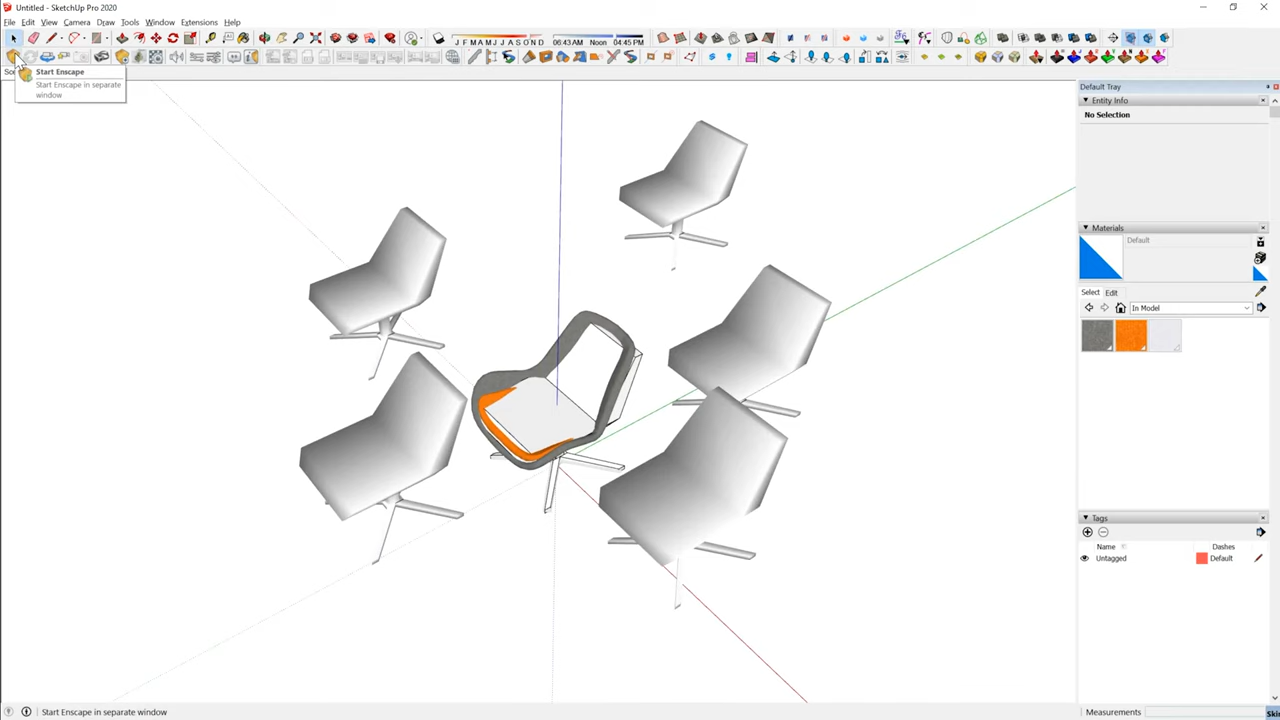 Untitled - SketchUp Pro 2020
File Edit View Camera Draw Tools Window Extensions Help
J F M A M J J A S O N D 06:43 AM Noon 04:45 PM
Start Enscape
Start Enscape in separate
window
Default Tray
Entity Info
No Selection
Materials
Default
Select Edit
In Model
Tags
Name Dashes
Untagged Default
Start Enscape in separate window
Measurements